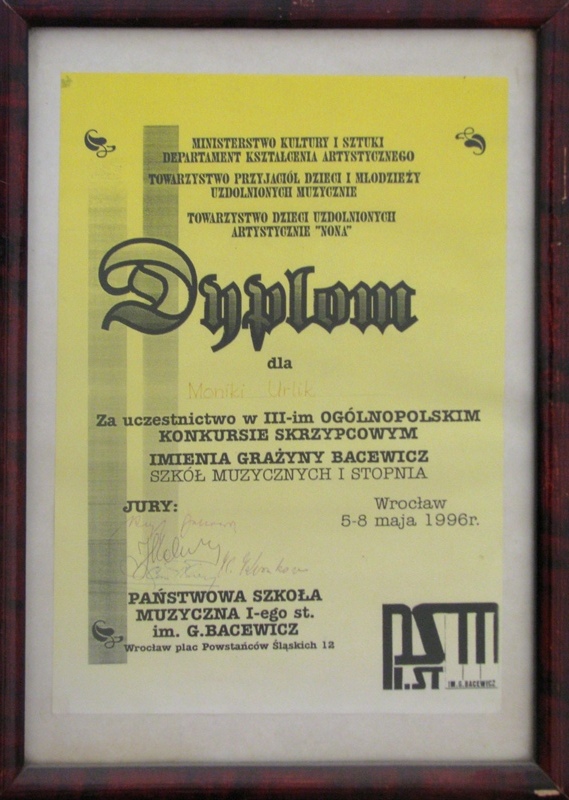 MINISTERSTWO KULTURY I SZTUKI
DEPARTAMENT KSZTAŁCENIA ARTYSTYCZNEGO
TOWARZYSTWO PRZYJACIÓŁ DZIECI I MŁODZIEŻY
UZDOLNIONYCH MUZYCZNIE
TOWARZYSTWO DZIECI UZDOLNIONYCH
ARTYSTYCZNIE "NONA"
Dyplom
dla
Moniki Urlik
Za uczestnictwo w III-im OGÓLNOPOLSKIM
KONKURSIE SKRZYPCOWYM
IMIENIA GRAŻYNY BACEWICZ
SZKÓŁ MUZYCZNYCH I STOPNIA
JURY:
Wrocław
5-8 maja 1996r.
PAŃSTWOWA SZKOŁA
MUZYCZNA I-ego st.
im. G.BACEWICZ
Wrocław plac Powstańców Śląskich 12
PSM
I.ST
IM. G. BACEWICZ